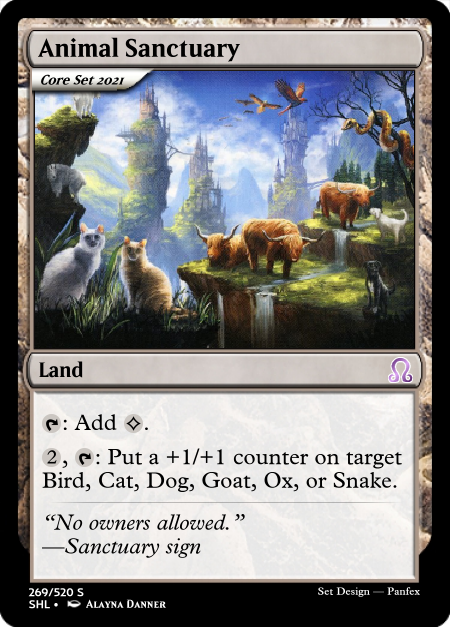 Animal Sanctuary
Core Set 2021
Land
: Add .
2, : Put a +1/+1 counter on target
Bird, Cat, Dog, Goat, Ox, or Snake.
“No owners allowed.”
—Sanctuary sign
269/520 S
Set Design — Panfex
SHL • Alayna Danner